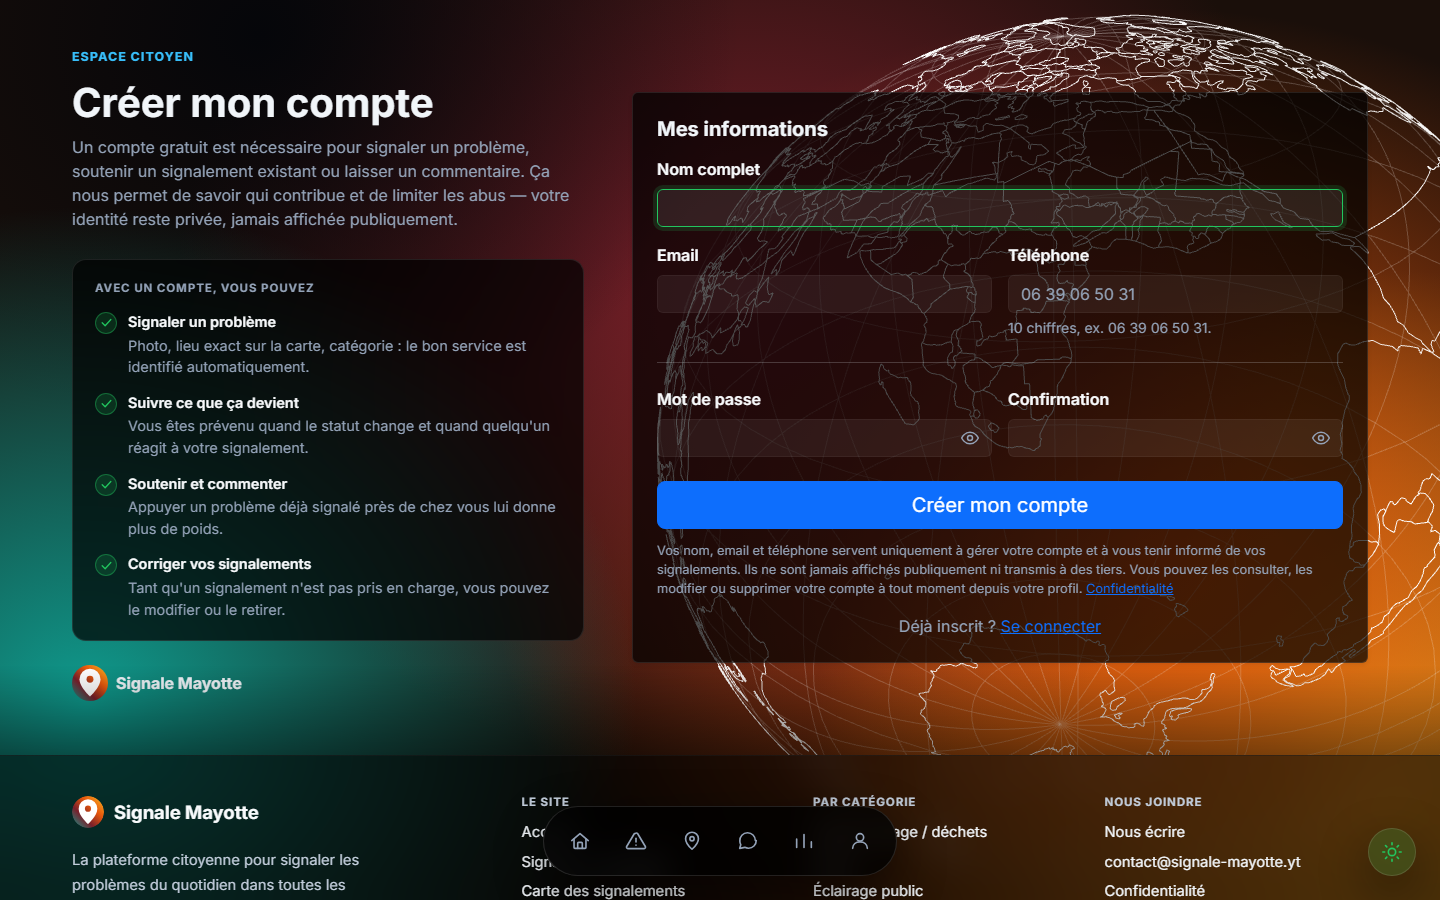 ESPACE CITOYEN
Créer mon compte
Un compte gratuit est nécessaire pour signaler un problème,
soutenir un signalement existant ou laisser un commentaire. Ça
nous permet de savoir qui contribue et de limiter les abus — votre
identité reste privée, jamais affichée publiquement.
AVEC UN COMPTE, VOUS POUVEZ
Signaler un problème
Photo, lieu exact sur la carte, catégorie : le bon service est
identifié automatiquement.
Suivre ce que ça devient
Vous êtes prévenu quand le statut change et quand quelqu'un
réagit à votre signalement.
Soutenir et commenter
Appuyer un problème déjà signalé près de chez vous lui donne
plus de poids.
Corriger vos signalements
Tant qu'un signalement n'est pas pris en charge, vous pouvez
le modifier ou le retirer.
Signale Mayotte
Mes informations
Nom complet
Email
Téléphone
06 39 06 50 31
10 chiffres, ex. 06 39 06 50 31.
Mot de passe
Confirmation
Créer mon compte
Vos nom, email et téléphone servent uniquement à gérer votre compte et à vous tenir informé de vos
signalements. Ils ne sont jamais affichés publiquement ni transmis à des tiers. Vous pouvez les consulter, les
modifier ou supprimer votre compte à tout moment depuis votre profil. Confidentialité
Déjà inscrit ? Se connecter
Signale Mayotte
La plateforme citoyenne pour signaler les
problèmes du quotidien dans toutes les
LE SITE
Carte des signalements
PAR CATÉGORIE
/ déchets
Éclairage public
NOUS JOINDRE
Nous écrire
contact@signale-mayotte.yt
Confidentialité